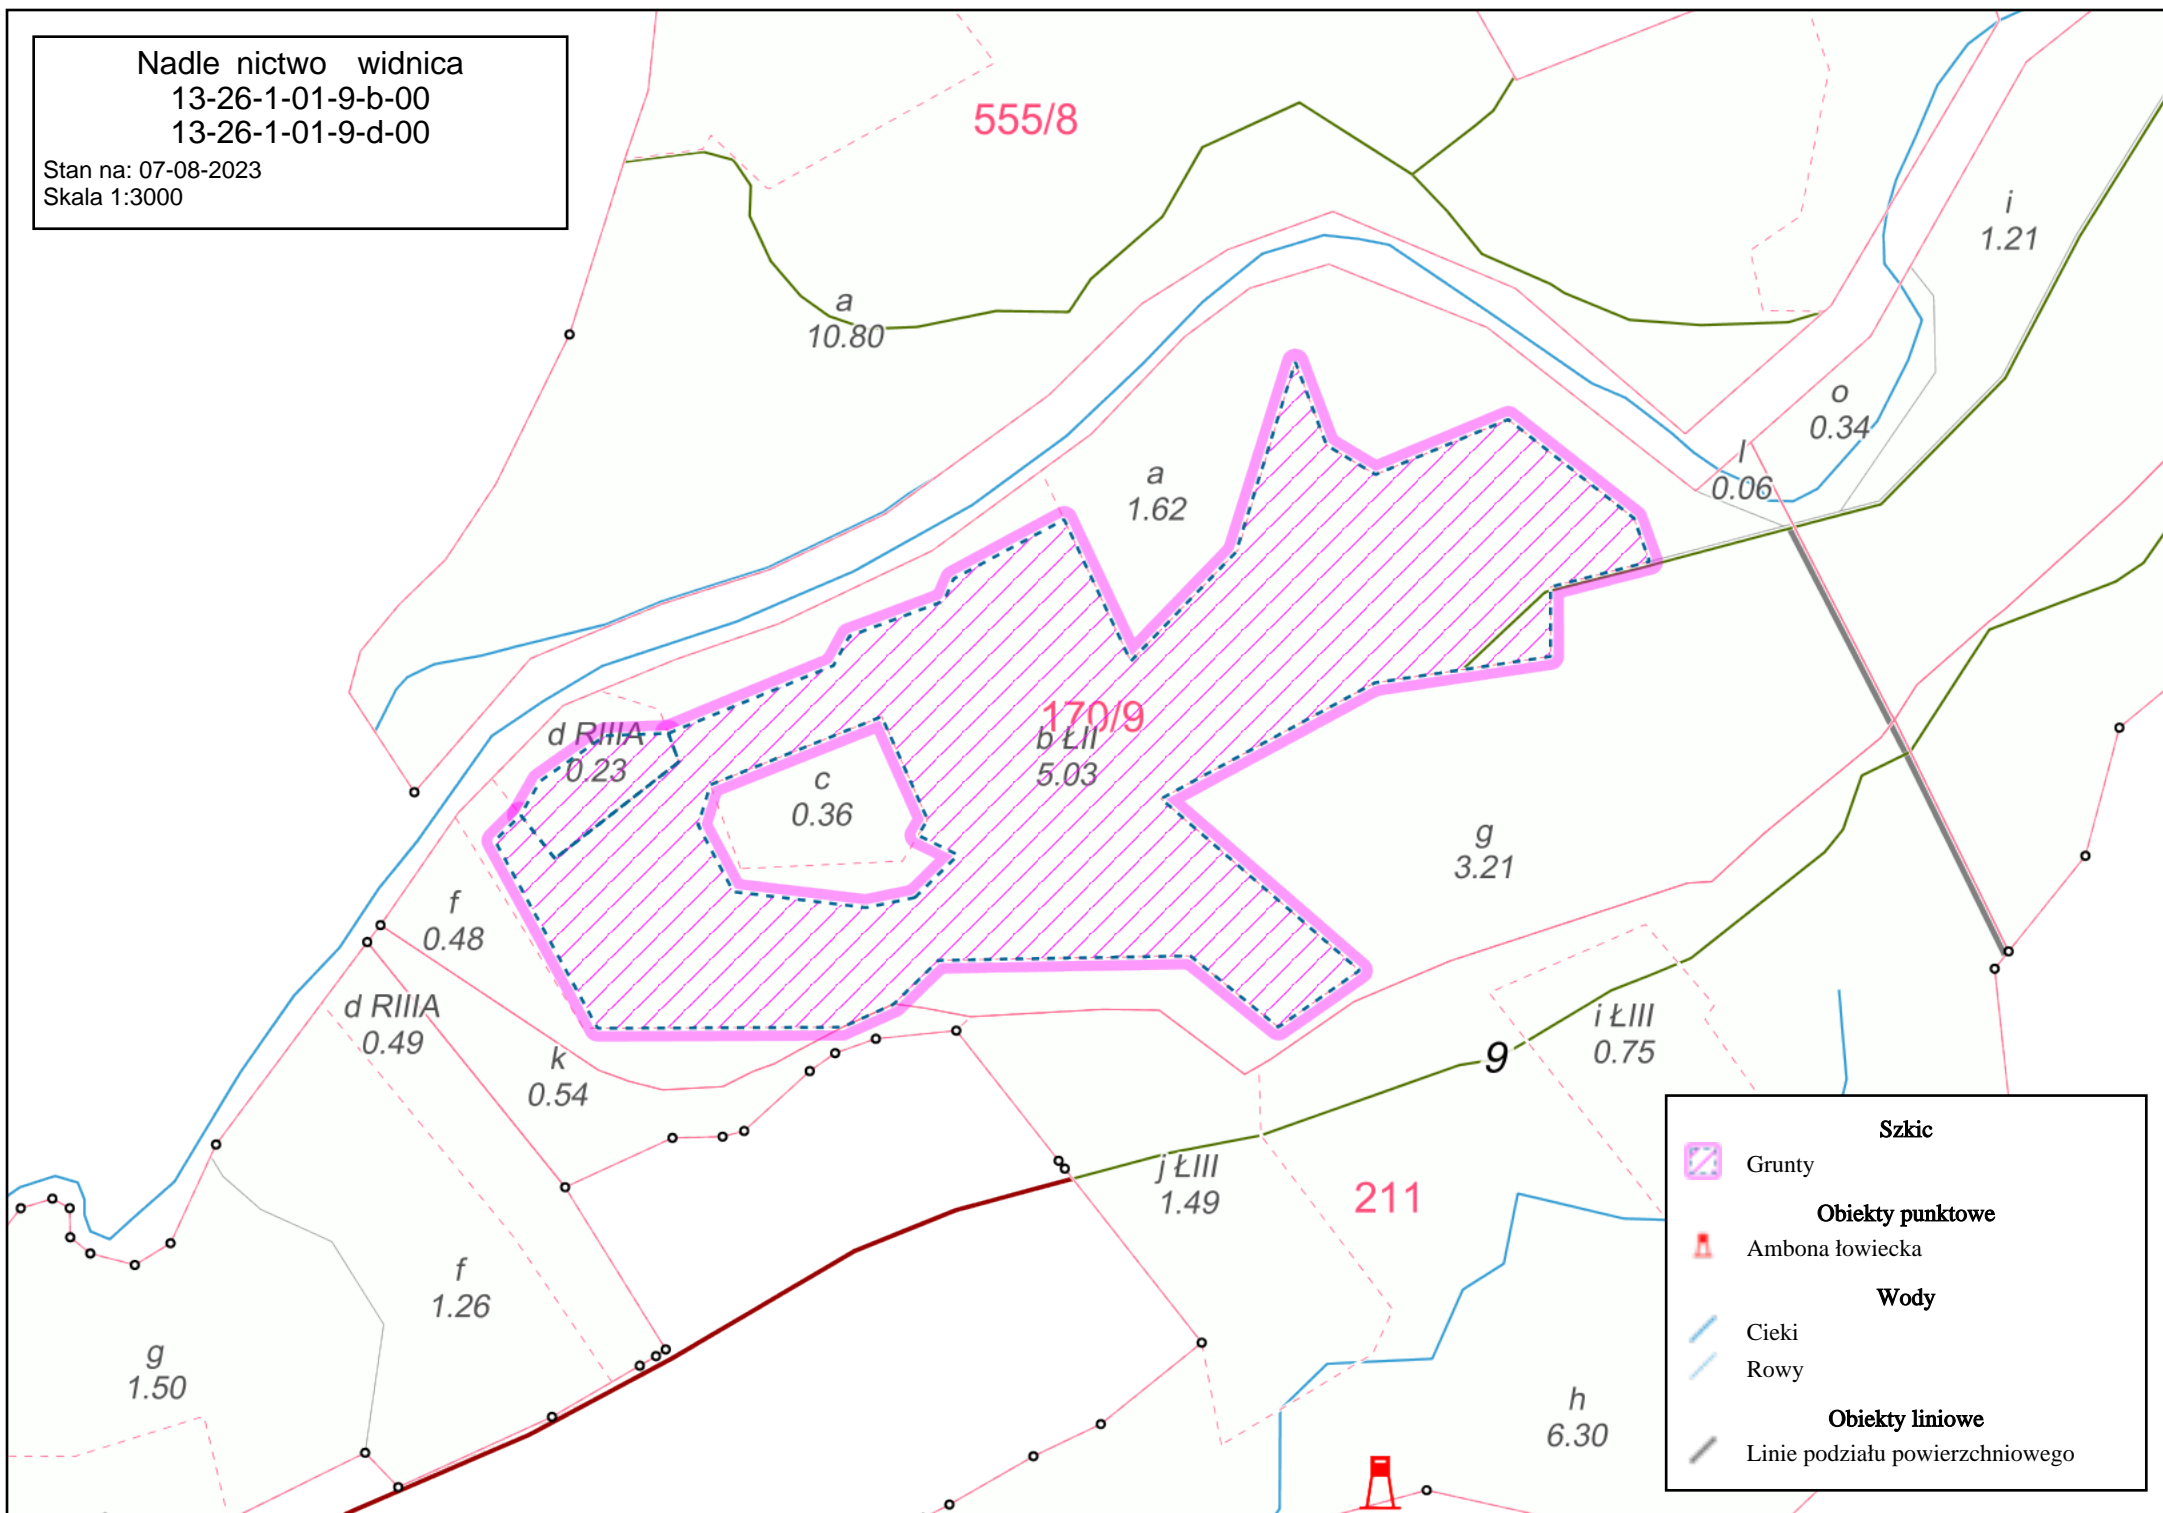 Nadle nictwo widnica
13-26-1-01-9-b-00
13-26-1-01-9-d-00
Stan na: 07-08-2023
Skala 1:3000
555/8
i
1.21
a
10.80
o
0.34
l
0.06
a
1.62
170/9
b ŁII
5.03
d RIIIA
0.23
c
0.36
g
3.21
f
0.48
d RIIIA
0.49
k
0.54
i ŁIII
0.75
9
j ŁIII
1.49
211
f
1.26
g
1.50
h
6.30
Szkic
Grunty
Obiekty punktowe
Ambona łowiecka
Wody
Cieki
Rowy
Obiekty liniowe
Linie podziału powierzchniowego